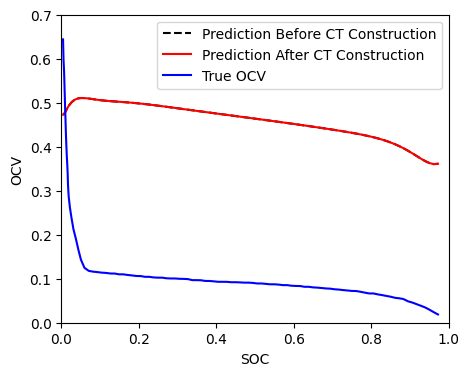 Prediction Before CT Construction
Prediction After CT Construction
True OCV
0.7
0.6
0.5
0.4
0.3
0.2
0.1
0.0
OCV
0.0 0.2 0.4 0.6 0.8 1.0
SOC